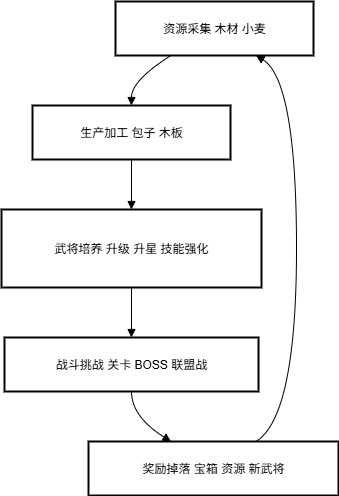 资源采集 木材 小麦
生产加工 包子 木板
武将培养 升级 升星 技能强化
战斗挑战 关卡 BOSS 联盟战
奖励掉落 宝箱 资源 新武将